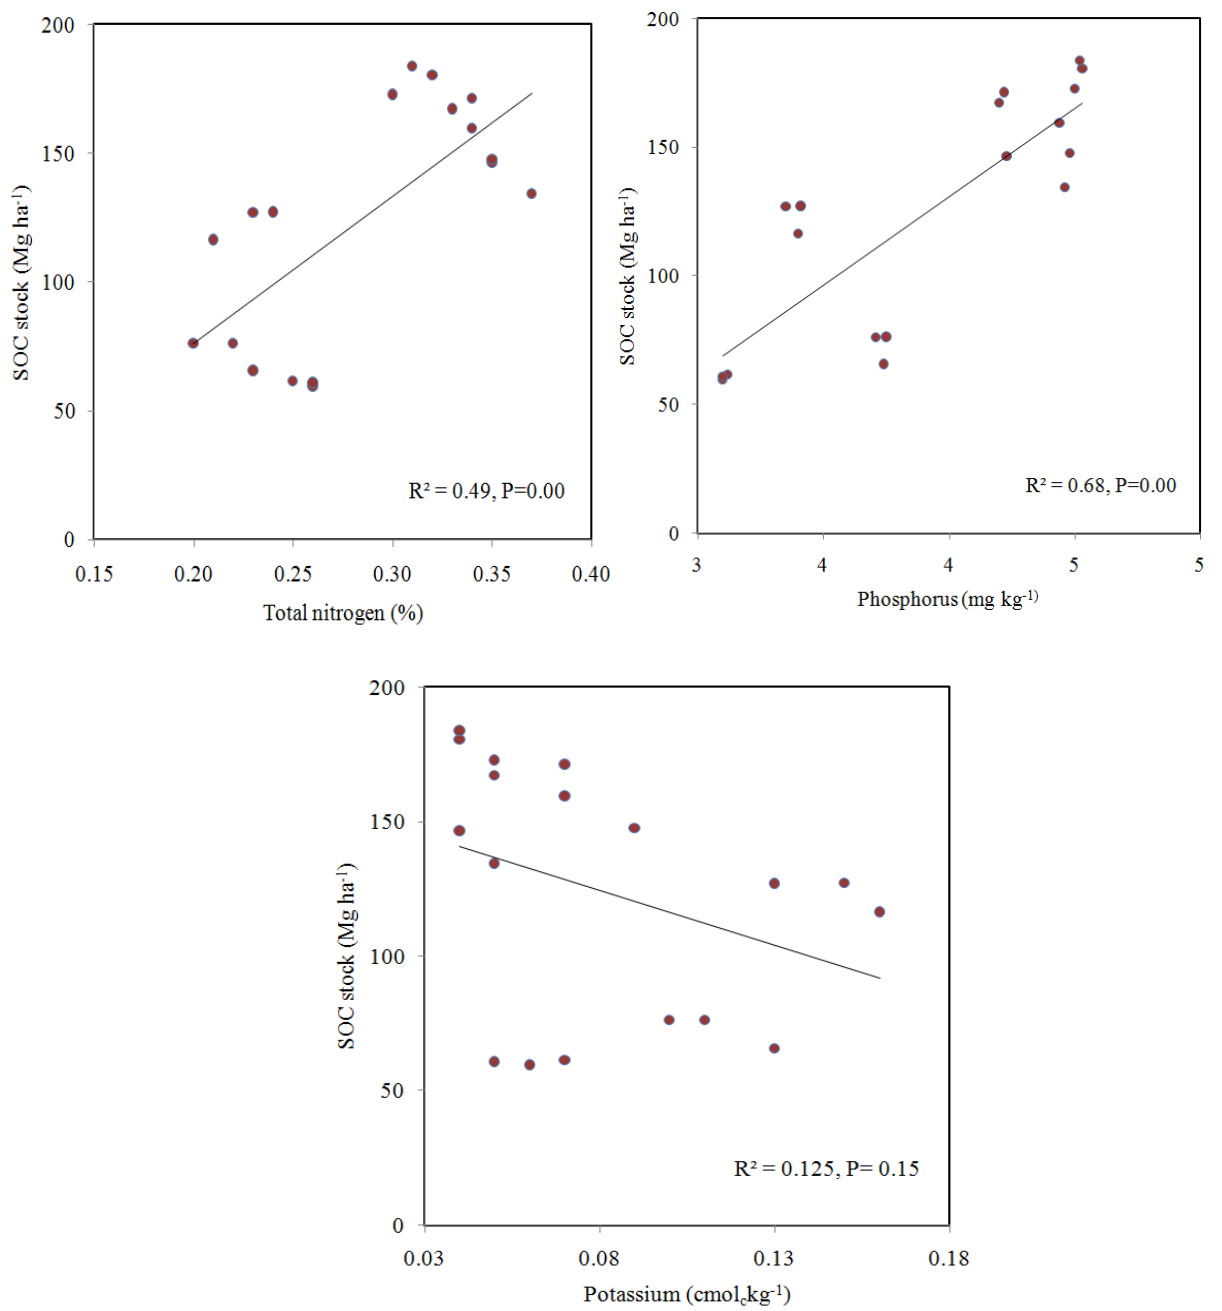 200
150
100
50
0
SOC stock (Mg ha-1)
R² = 0.49, P=0.00
0.15 0.20 0.25 0.30 0.35 0.40
Total nitrogen (%)
200
150
100
50
0
SOC stock (Mg ha-1)
R² = 0.68, P=0.00
3 4 4 5 5
Phosphorus (mg kg-1)
200
150
100
50
0
SOC stock (Mg ha-1)
R² = 0.125, P= 0.15
0.03 0.08 0.13 0.18
Potassium (cmolckg-1)